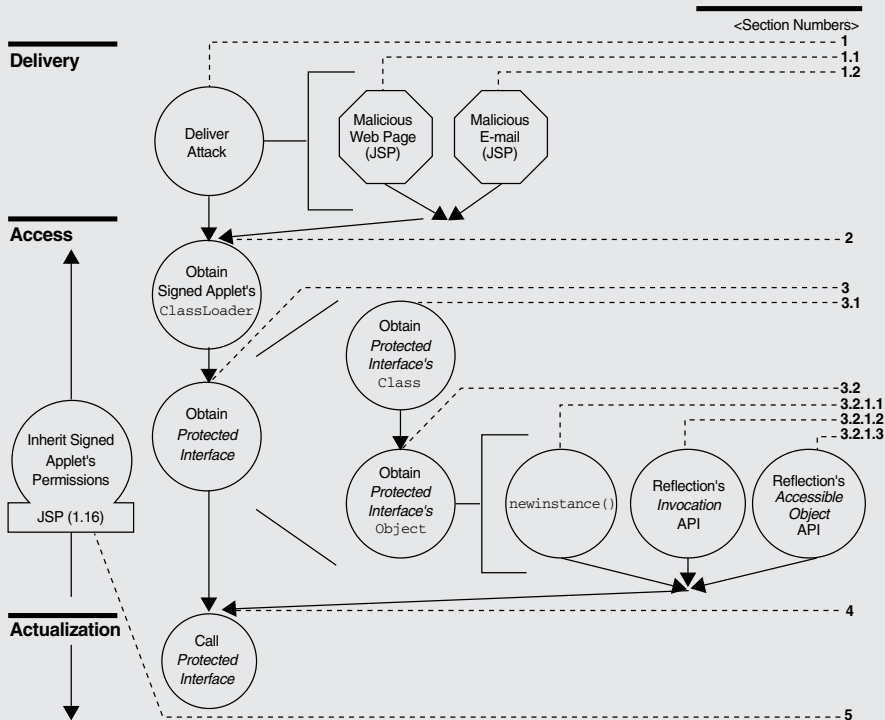 <Section Numbers>
1
Delivery
1.1
1.2
Deliver
Attack
Malicious
Web Page
(JSP)
Malicious
E-mail
(JSP)
Access
2
Obtain
Signed Applet's
ClassLoader
3
3.1
Obtain
Protected
Interface's
Class
3.2
3.2.1.1
3.2.1.2
3.2.1.3
Obtain
Protected
Interface
Inherit Signed
Applet's
Permissions
JSP (1.16)
Obtain
Protected
Interface's
Object
newinstance()
Reflection's
Invocation
API
Reflection's
Accessible
Object
API
4
Actualization
Call
Protected
Interface
5